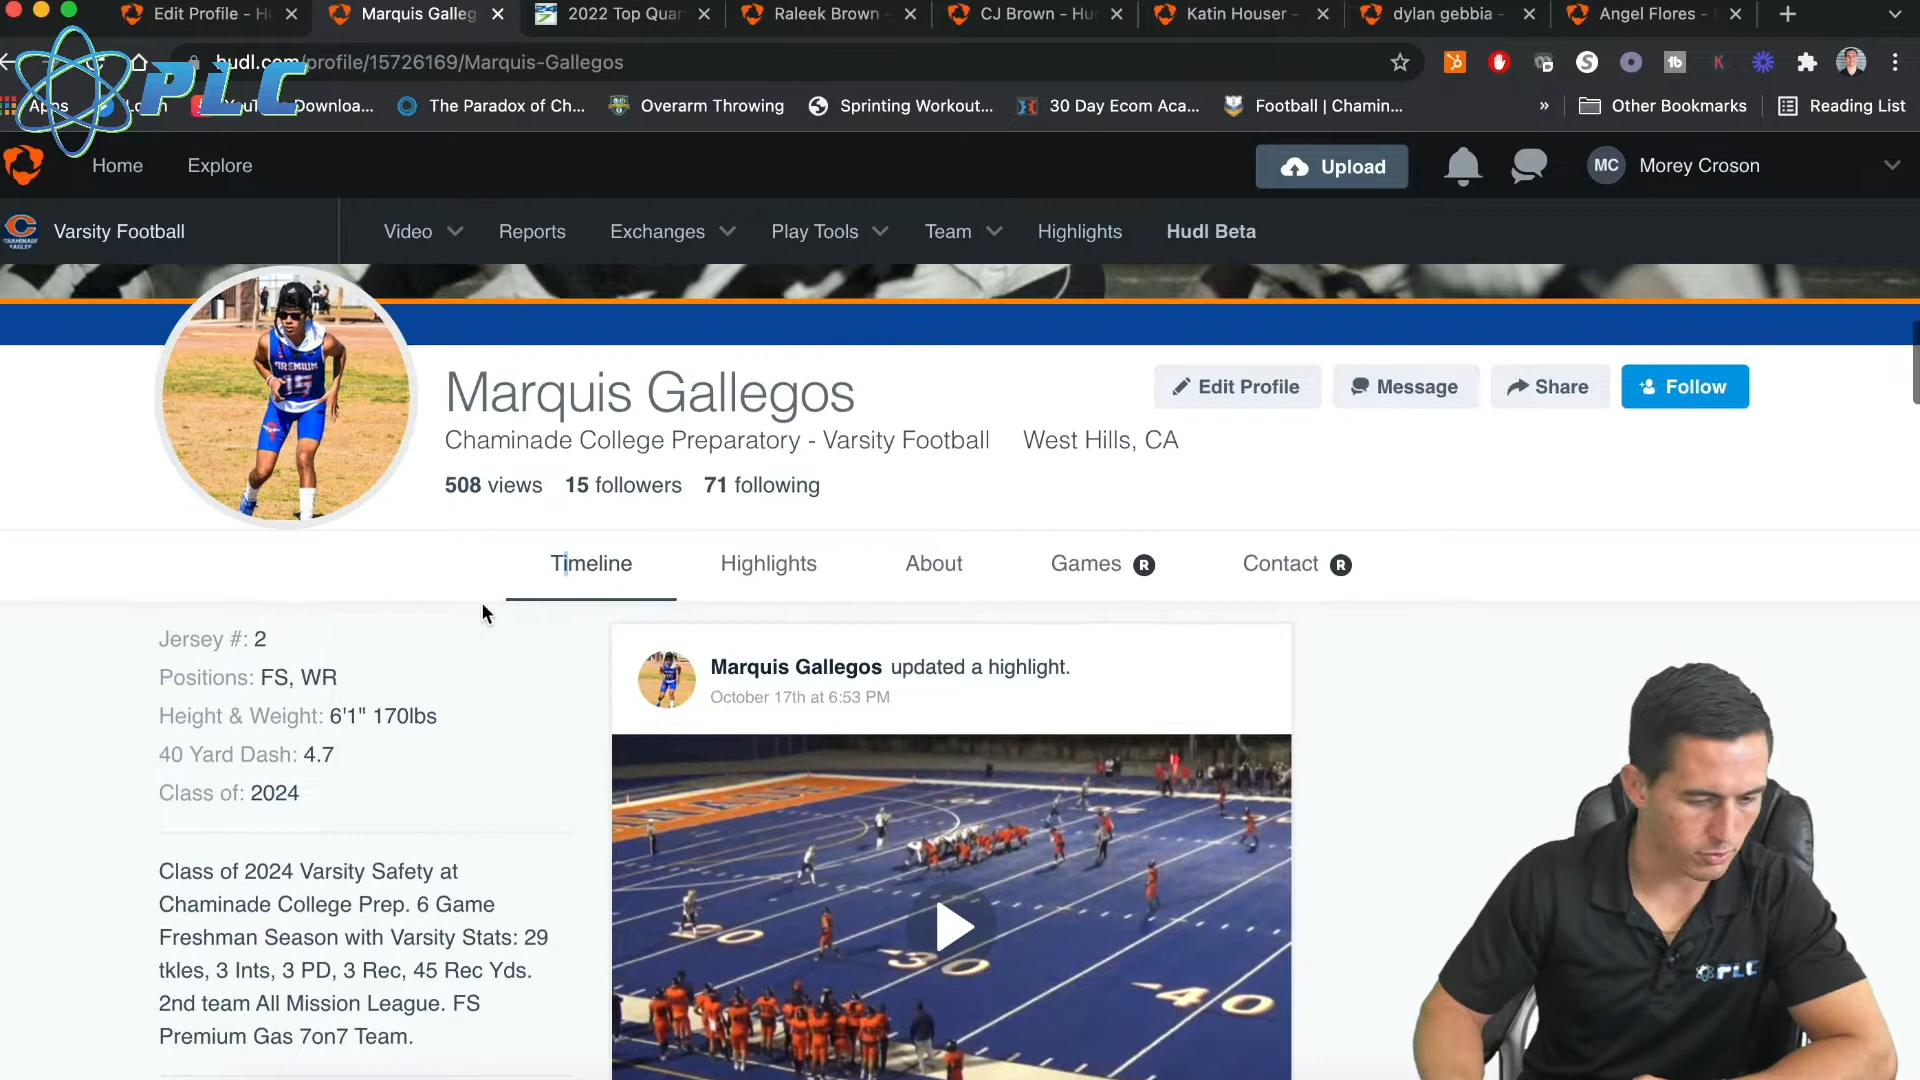 Edit Profile - H
Marquis Galleg
2022 Top Quar
Raleek Brown -
CJ Brown - Hu
Katin Houser -
dylan gebbia -
Angel Flores -
hudl.com/profile/15726169/Marquis-Gallegos
PLC
Apps
YouT
Downloa...
The Paradox of Ch...
Overarm Throwing
Sprinting Workout...
30 Day Ecom Aca...
Football | Chamin...
»
Other Bookmarks
Reading List
Home
Explore
Upload
MC
Morey Croson
Varsity Football
Video
Reports
Exchanges
Play Tools
Team
Highlights
Hudl Beta
Marquis Gallegos
Edit Profile
Message
Share
Follow
Chaminade College Preparatory - Varsity Football
West Hills, CA
508 views
15 followers
71 following
PREMIUM
15
Timeline
Highlights
About
Games R
Contact R
Jersey #: 2
Positions: FS, WR
Height & Weight: 6'1" 170lbs
40 Yard Dash: 4.7
Class of: 2024
Class of 2024 Varsity Safety at
Chaminade College Prep. 6 Game
Freshman Season with Varsity Stats: 29
tkles, 3 Ints, 3 PD, 3 Rec, 45 Rec Yds.
2nd team All Mission League. FS
Premium Gas 7on7 Team.
Marquis Gallegos updated a highlight.
October 17th at 6:53 PM
30
40
PLC